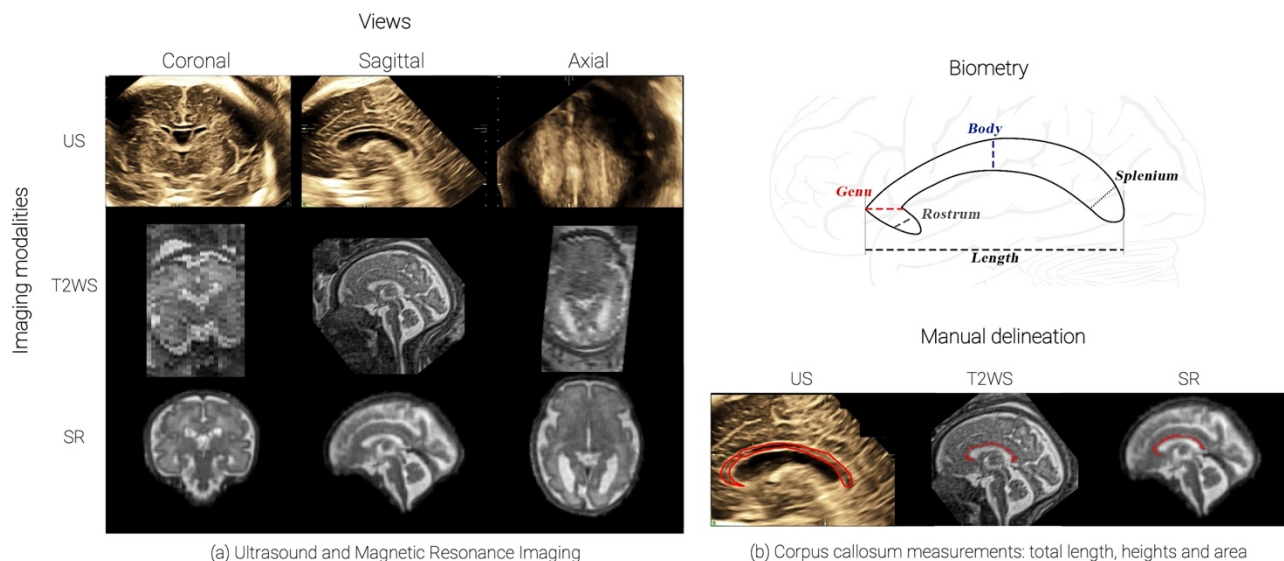 Views
Coronal Sagittal Axial
Imaging modalities
US
T2WS
SR
(a) Ultrasound and Magnetic Resonance Imaging
Biometry
Body
Genu
Splenium
Rostrum
Length
Manual delineation
US T2WS SR
(b) Corpus callosum measurements: total length, heights and area